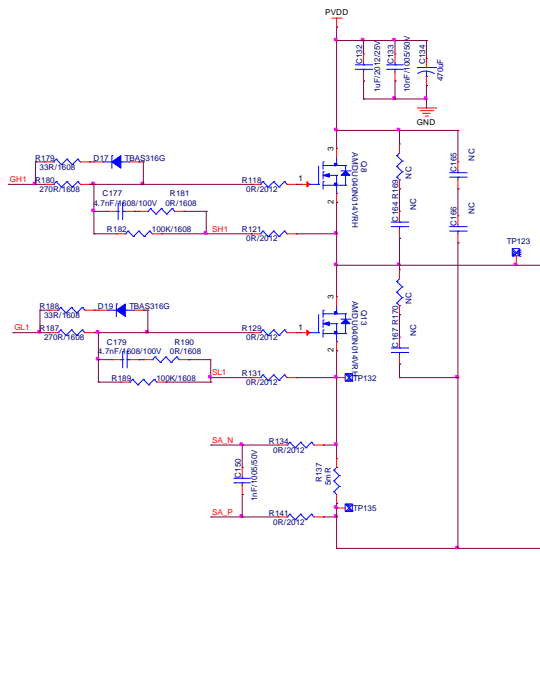 PVDD
C132
1uF/2012/25V
C133
10nF/1005/50V
C134
470uF
GND
R179
33R/1608
D17
TBAS316G
GH1
R180
270R/1608
R118
0R/2012
1
3
2
Q8
AMDU040N014VRH
R169
NC
C164
NC
C165
NC
C166
NC
C177
4.7nF/1608/100V
R181
0R/1608
R182
100K/1608
SH1
R121
0R/2012
TP123
R188
33R/1608
D19
TBAS316G
GL1
R187
270R/1608
R129
0R/2012
1
3
2
Q13
AMDU040N014VRH
R170
NC
C167
NC
C179
4.7nF/1608/100V
R190
0R/1608
R189
100K/1608
SL1
R131
0R/2012
TP132
SA_N
R134
0R/2012
C150
1nF/1005/50V
R137
5mR
SA_P
R141
0R/2012
TP135